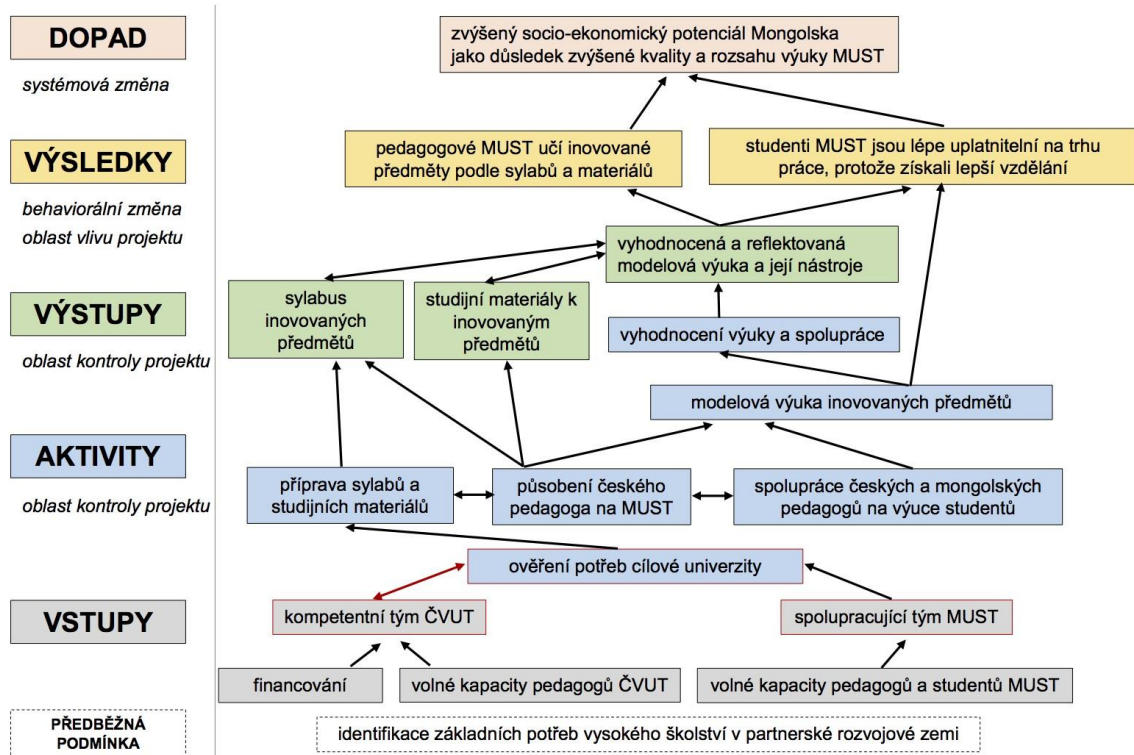 DOPAD
systémová změna
zvýšený socio-ekonomický potenciál Mongolska
jako důsledek zvýšené kvality a rozsahu výuky MUST
VÝSLEDKY
behaviorální změna
oblast vlivu projektu
pedagogové MUST učí inovované
předměty podle sylabů a materiálů
studenti MUST jsou lépe uplatnitelní na trhu
práce, protože získali lepší vzdělání
vyhodnocená a reflektovaná
modelová výuka a její nástroje
VÝSTUPY
oblast kontroly projektu
sylabus
inovovaných
předmětů
studijní materiály k
inovovaným
předmětů
vyhodnocení výuky a spolupráce
modelová výuka inovovaných předmětů
AKTIVITY
oblast kontroly projektu
příprava sylabů a
studijních materiálů
působení českého
pedagoga na MUST
spolupráce českých a mongolských
pedagogů na výuce studentů
ověření potřeb cílové univerzity
VSTUPY
kompetentní tým ČVUT
spolupracující tým MUST
financování
volné kapacity pedagogů ČVUT
volné kapacity pedagogů a studentů MUST
PŘEDBĚŽNÁ
PODMÍNKA
identifikace základních potřeb vysokého školství v partnerské rozvojové zemi